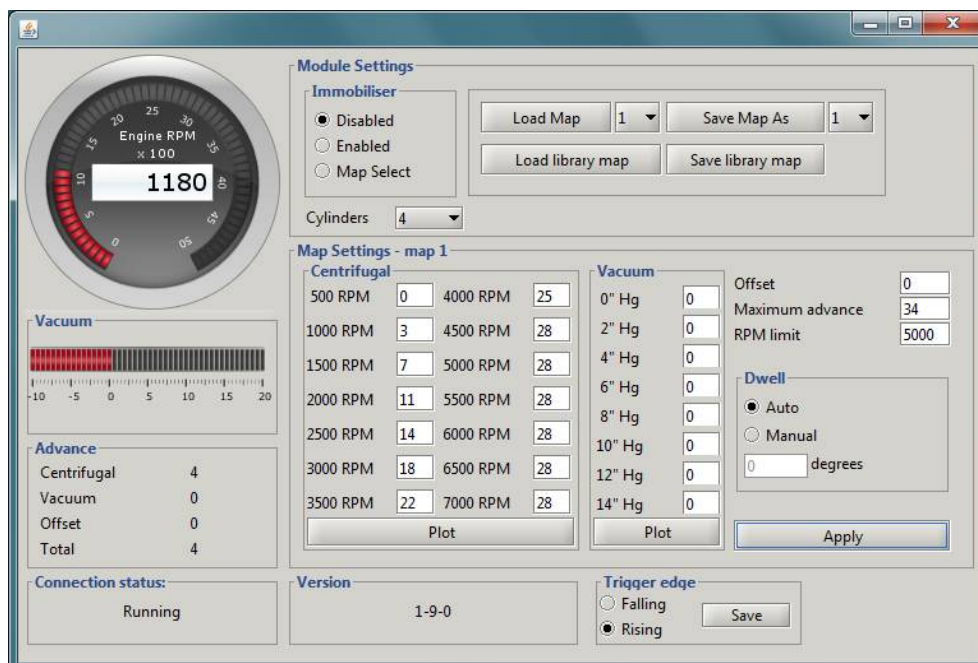 Engine RPM
x 100
1180
0
5
10
15
20
25
30
35
40
45
50
Vacuum
-10 -5 0 5 10 15 20
Advance
Centrifugal 4
Vacuum 0
Offset 0
Total 4
Connection status:
Running
Module Settings
Immobiliser
Disabled
Enabled
Map Select
Load Map 1 Save Map As 1
Load library map Save library map
Cylinders 4
Map Settings - map 1
Centrifugal
500 RPM 0 4000 RPM 25
1000 RPM 3 4500 RPM 28
1500 RPM 7 5000 RPM 28
2000 RPM 11 5500 RPM 28
2500 RPM 14 6000 RPM 28
3000 RPM 18 6500 RPM 28
3500 RPM 22 7000 RPM 28
Plot
Vacuum
0" Hg 0
2" Hg 0
4" Hg 0
6" Hg 0
8" Hg 0
10" Hg 0
12" Hg 0
14" Hg 0
Plot
Offset 0
Maximum advance 34
RPM limit 5000
Dwell
Auto
Manual
0 degrees
Apply
Version
1-9-0
Trigger edge
Falling
Rising
Save